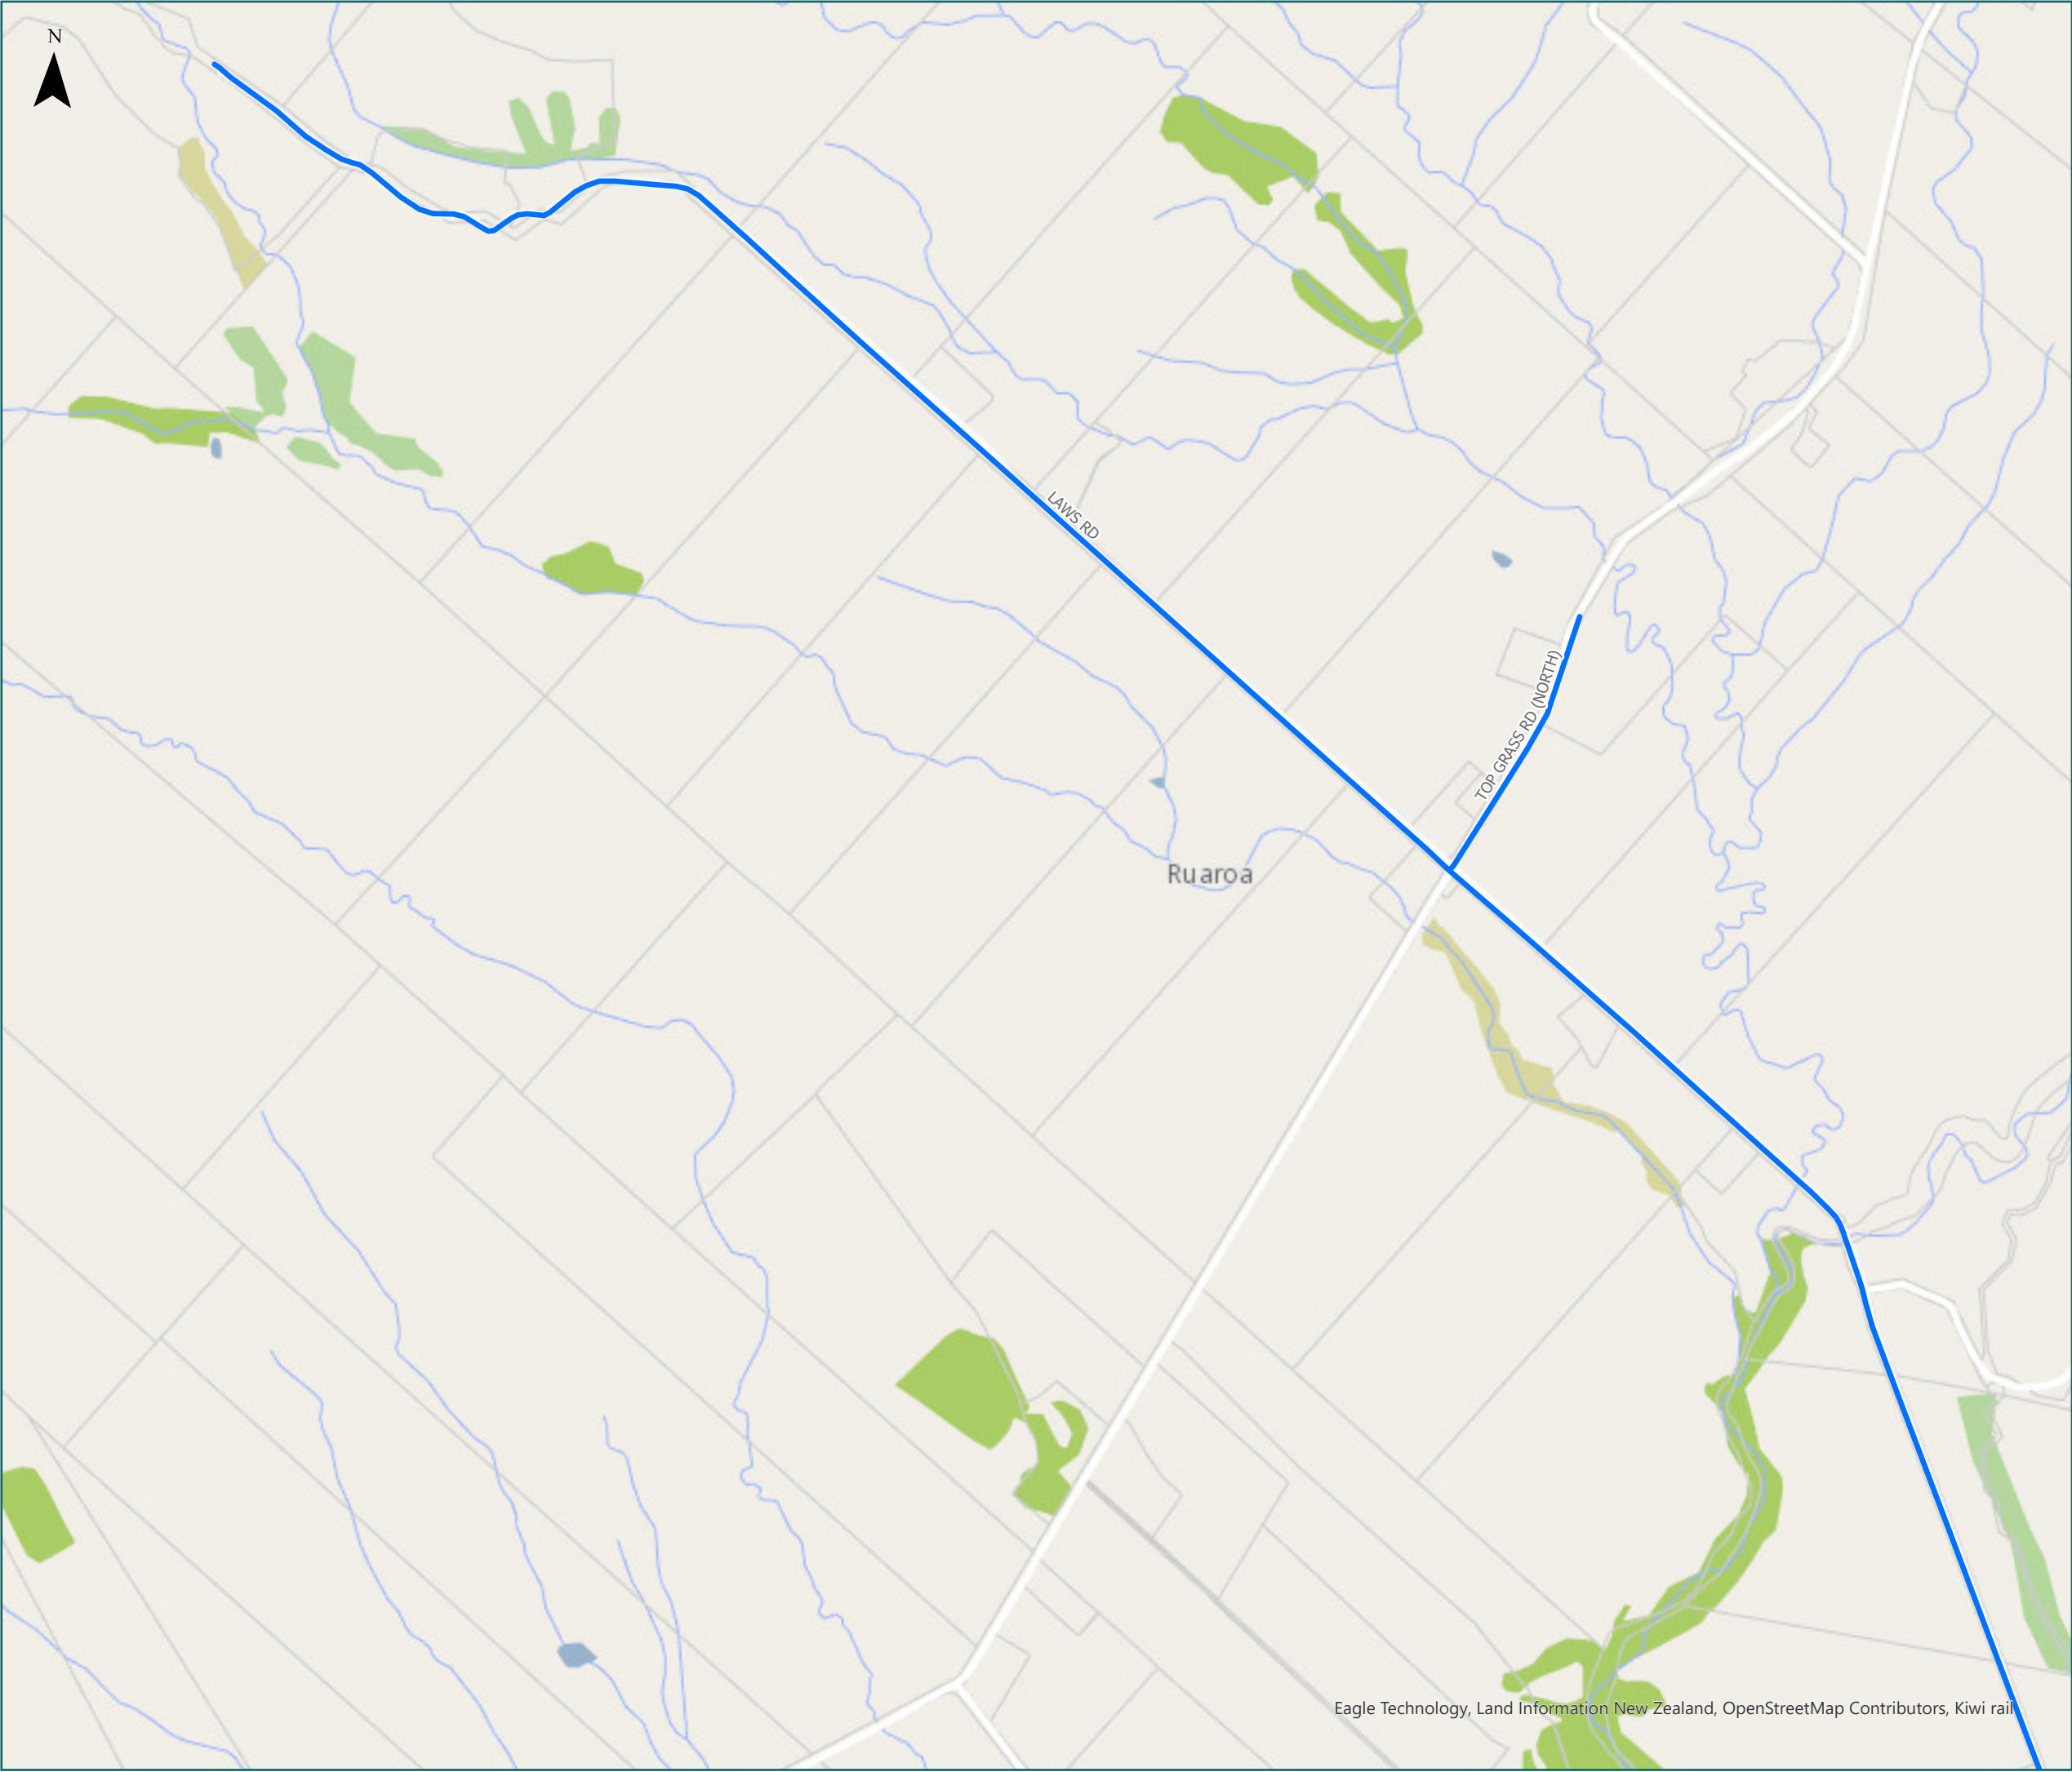 N
LAWS RD
TOP GRASS RD (NORTH)
Ruaroa
Eagle Technology, Land Information New Zealand, OpenStreetMap Contributors, Kiwi rail